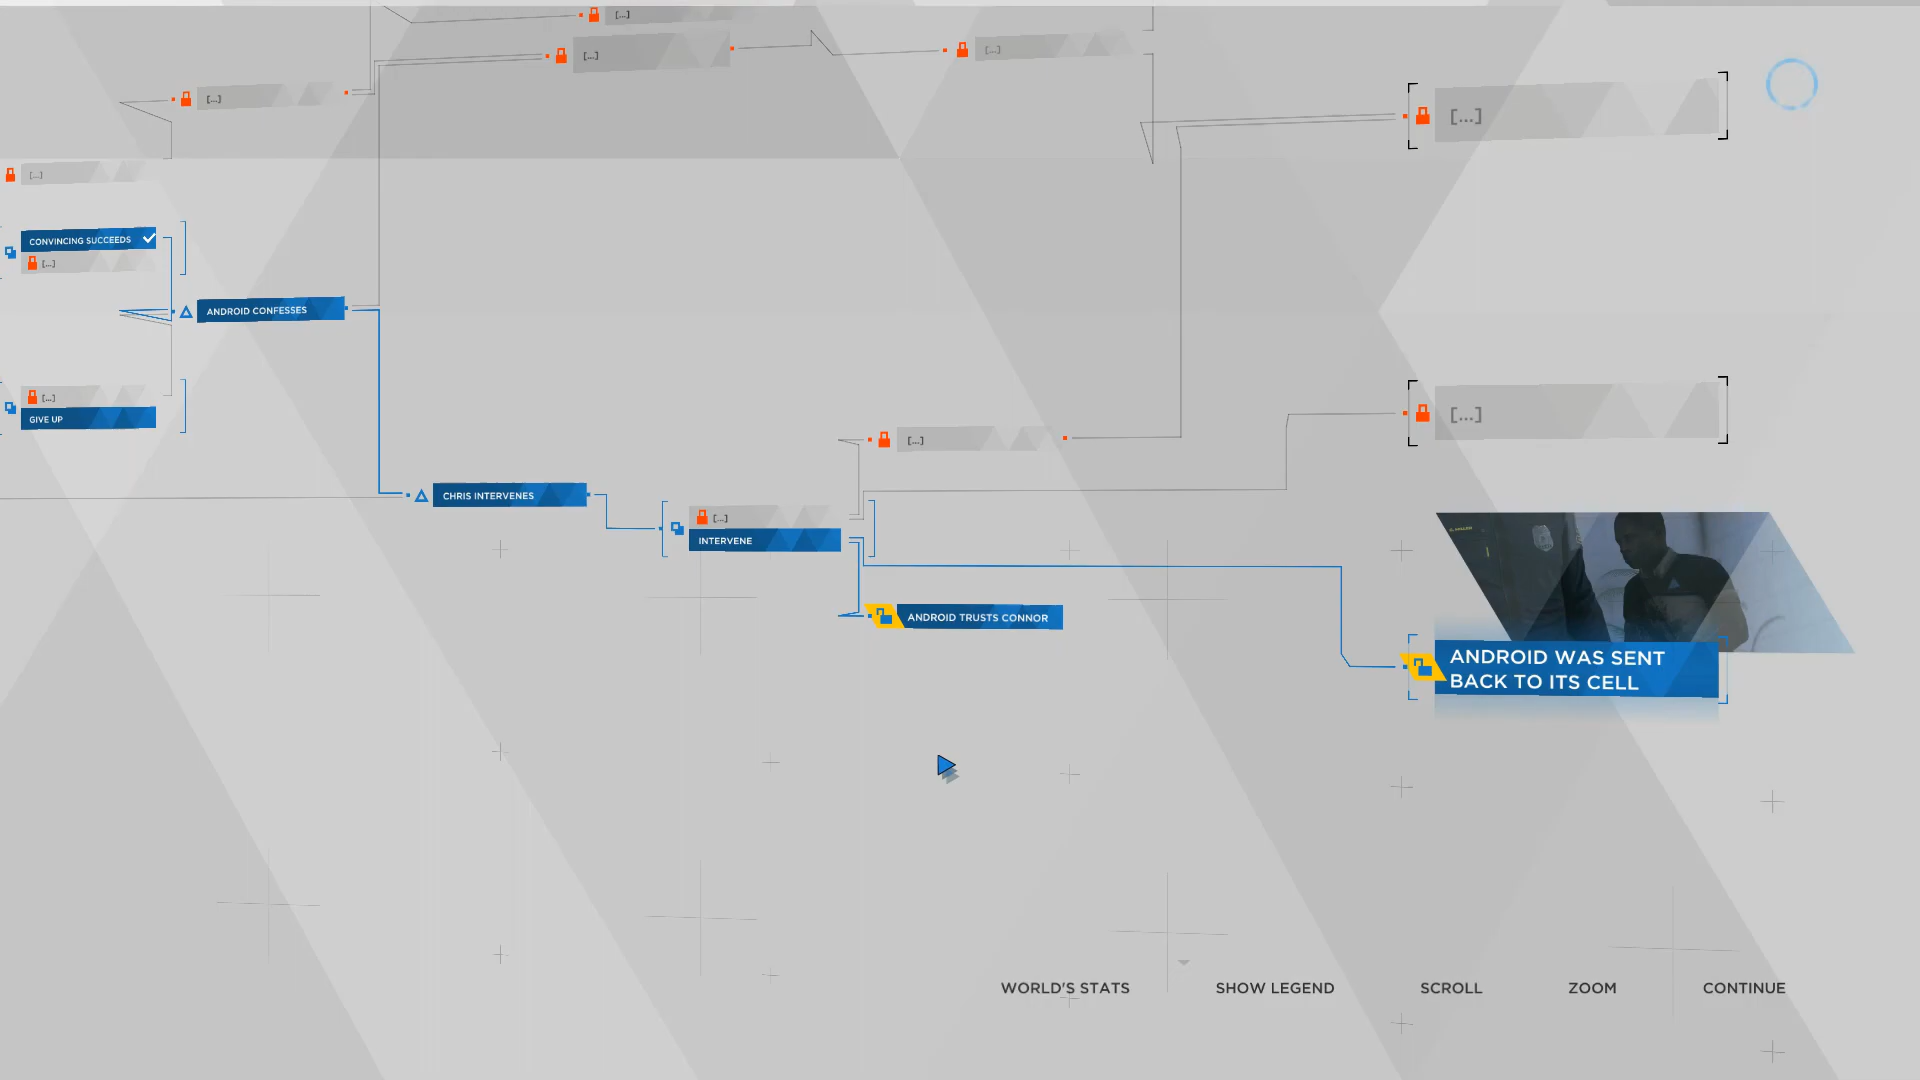 [...]
[...]
[...]
[...]
[...]
[...]
CONVINCING SUCCEEDS
[...]
ANDROID CONFESSES
[...]
GIVE UP
[...]
[...]
CHRIS INTERVENES
[...]
INTERVENE
ANDROID TRUSTS CONNOR
ANDROID WAS SENT
BACK TO ITS CELL
WORLD'S STATS
SHOW LEGEND
SCROLL
ZOOM
CONTINUE